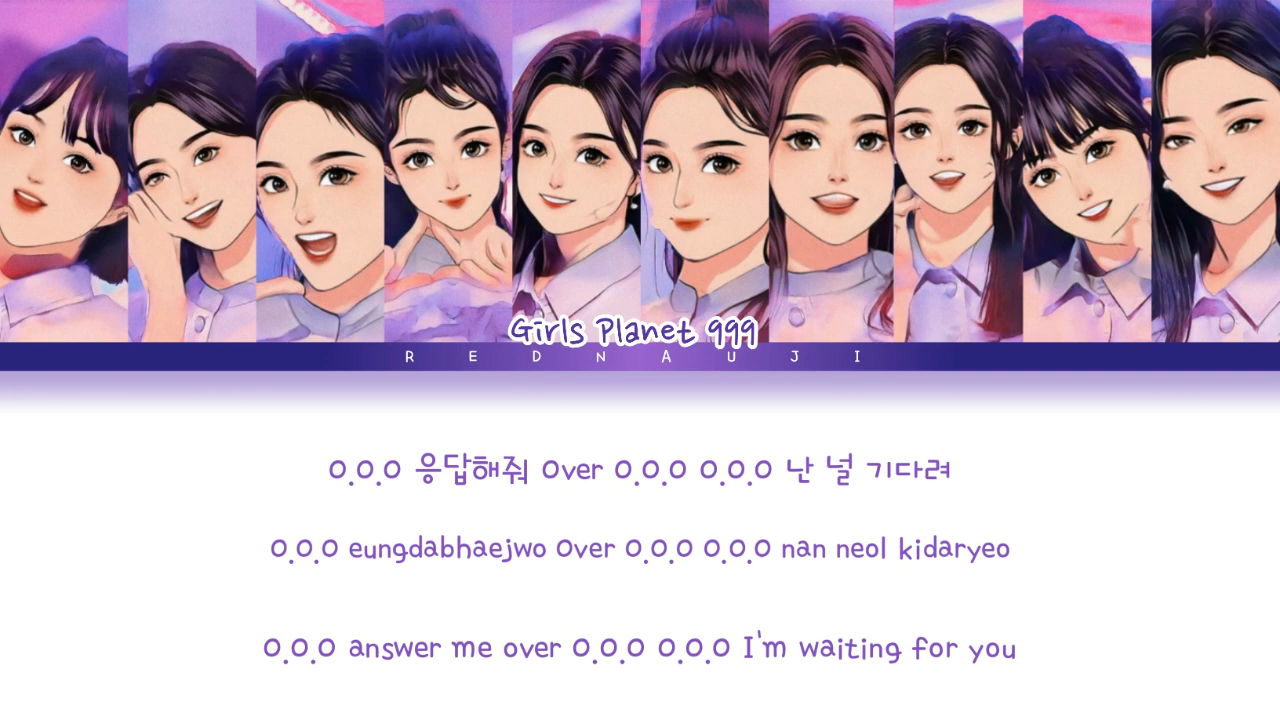 Girls Planet 999
R E D N A U J I
O.O.O 응답해줘 Over O.O.O O.O.O 난 널 기다려
O.O.O eungdabhaejwo Over O.O.O O.O.O nan neol kidaryeo
O.O.O answer me over O.O.O O.O.O I'm waiting for you